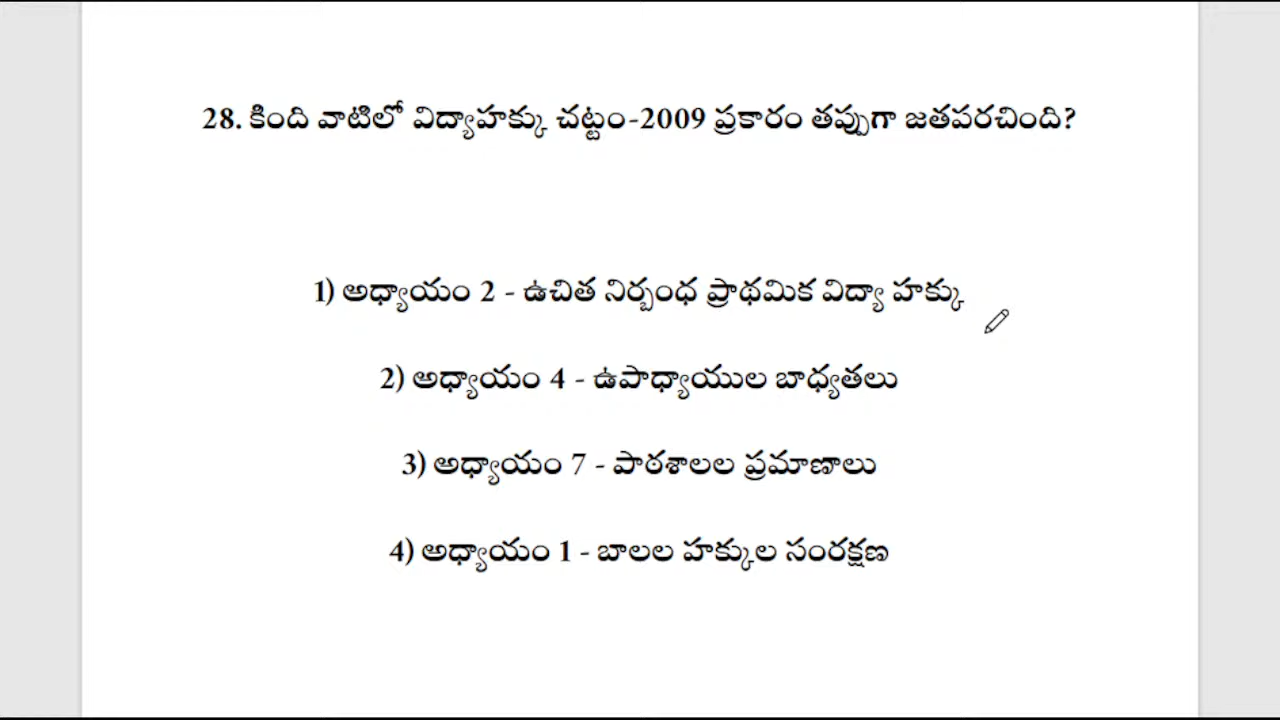 28. కింది వాటిలో విద్యాహక్కు చట్టం-2009 ప్రకారం తప్పుగా జతపరచింది?
1) అధ్యాయం 2 - ఉచిత నిర్బంధ ప్రాథమిక విద్యా హక్కు
2) అధ్యాయం 4 - ఉపాధ్యాయుల బాధ్యతలు
3) అధ్యాయం 7 - పాఠశాలల ప్రమాణాలు
4) అధ్యాయం 1 - బాలల హక్కుల సంరక్షణ